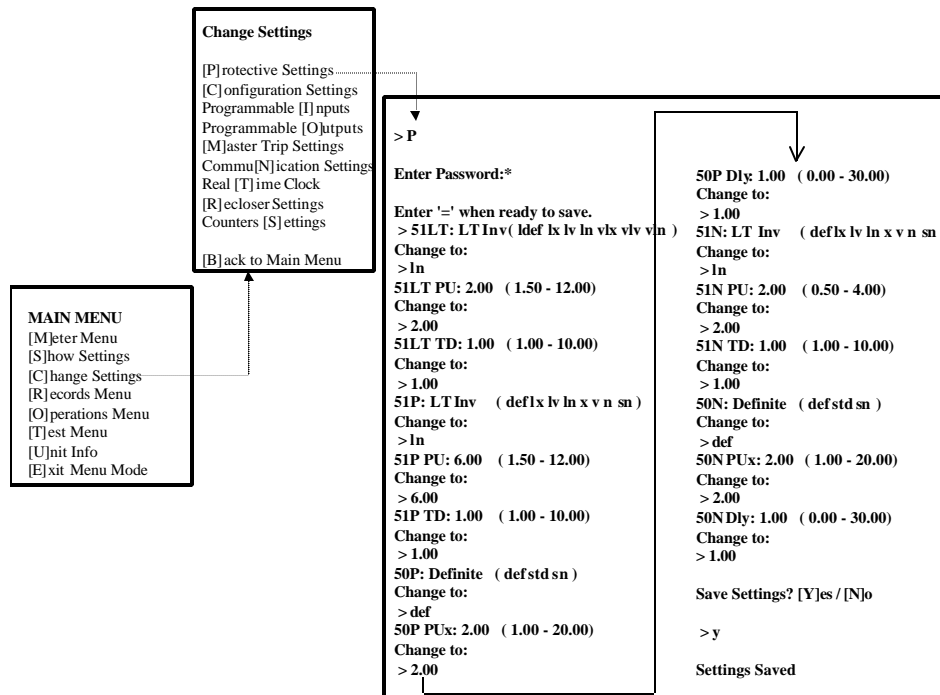 Change Settings
[P]rotective Settings
[C]onfiguration Settings
Programmable [I]nputs
Programmable [O]utputs
[M]aster Trip Settings
Commu[N]ication Settings
Real [T]ime Clock
[R]ecloser Settings
Counters [S]ettings
[B]ack to Main Menu
MAIN MENU
[M]eter Menu
[S]how Settings
[C]hange Settings
[R]ecords Menu
[O]perations Menu
[T]est Menu
[U]nit Info
[E]xit Menu Mode
> P
Enter Password:*
Enter '=' when ready to save.
> 51LT: LT Inv ( ldef lx lv ln vlx vlv vln )
Change to:
> ln
51LT PU: 2.00 ( 1.50 - 12.00)
Change to:
> 2.00
51LT TD: 1.00 ( 1.00 - 10.00)
Change to:
> 1.00
51P: LT Inv ( def lx lv ln x v n sn )
Change to:
> ln
51P PU: 6.00 ( 1.50 - 12.00)
Change to:
> 6.00
51P TD: 1.00 ( 1.00 - 10.00)
Change to:
> 1.00
50P: Definite ( def std sn )
Change to:
> def
50P PUx: 2.00 ( 1.00 - 20.00)
Change to:
> 2.00
50P Dly: 1.00 ( 0.00 - 30.00)
Change to:
> 1.00
51N: LT Inv ( def lx lv ln x v n sn
Change to:
> ln
51N PU: 2.00 ( 0.50 - 4.00)
Change to:
> 2.00
51N TD: 1.00 ( 1.00 - 10.00)
Change to:
> 1.00
50N: Definite ( def std sn )
Change to:
> def
50N PUx: 2.00 ( 1.00 - 20.00)
Change to:
> 2.00
50N Dly: 1.00 ( 0.00 - 30.00)
Change to:
> 1.00
Save Settings? [Y]es / [N]o
> y
Settings Saved